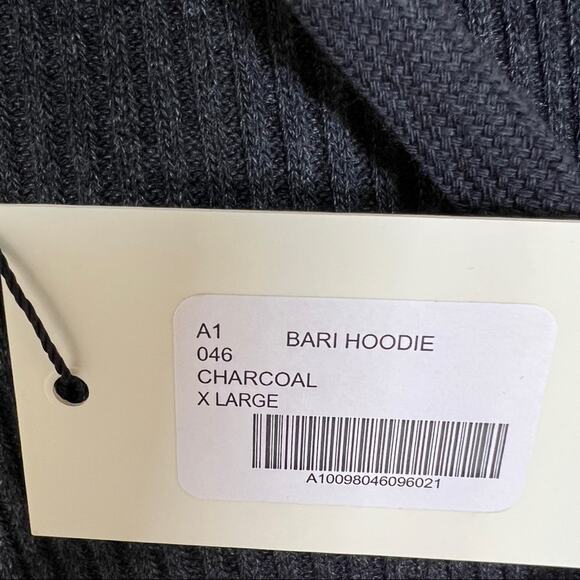 A1 BARI HOODIE
046
CHARCOAL
X LARGE
A10098046096021